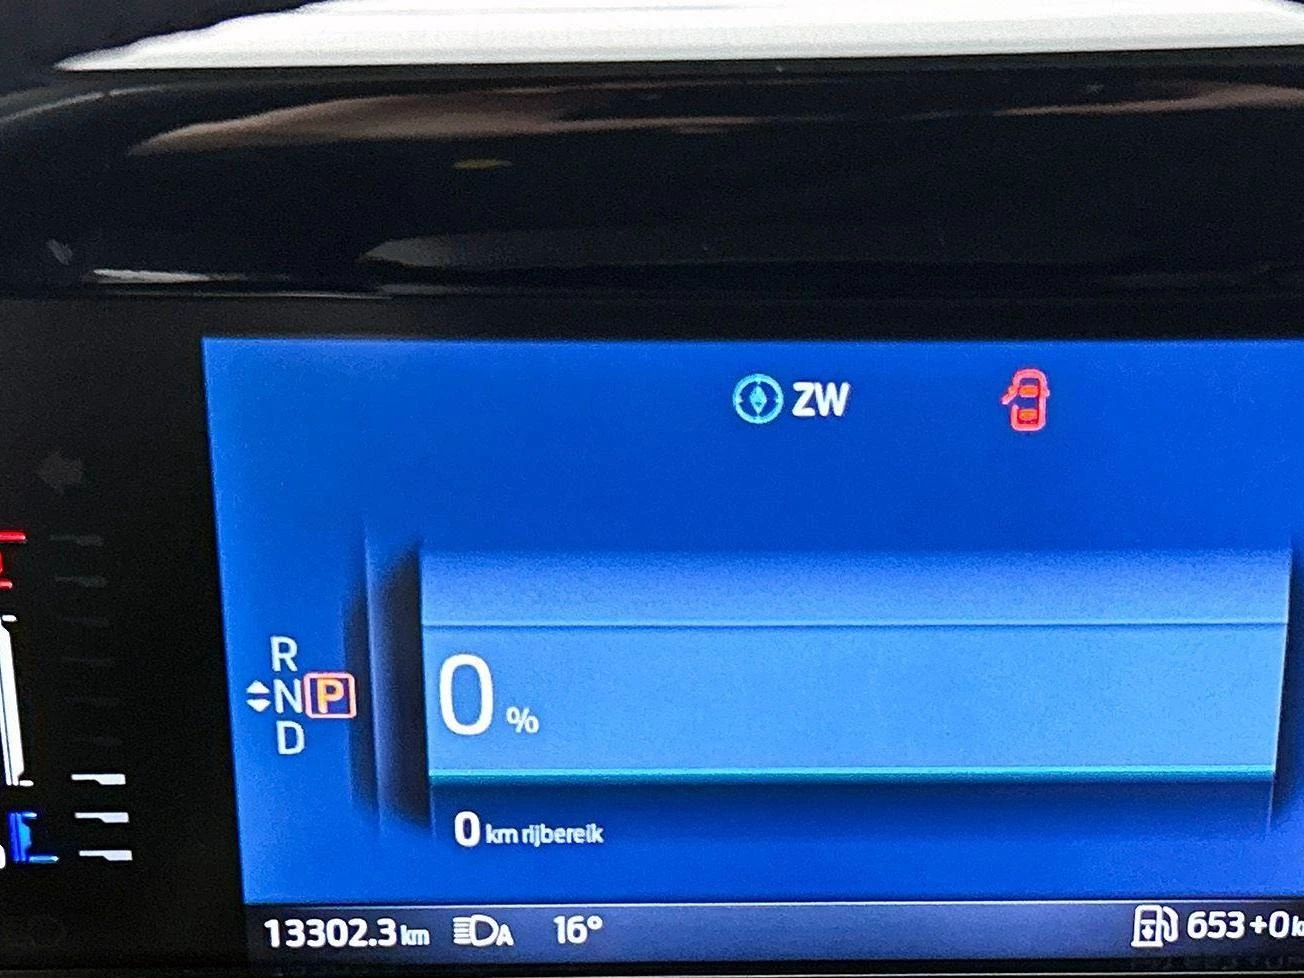 ZW
R
N P
D
0 %
0 km rijbereik
13302.3 km A 16° 653+0 k